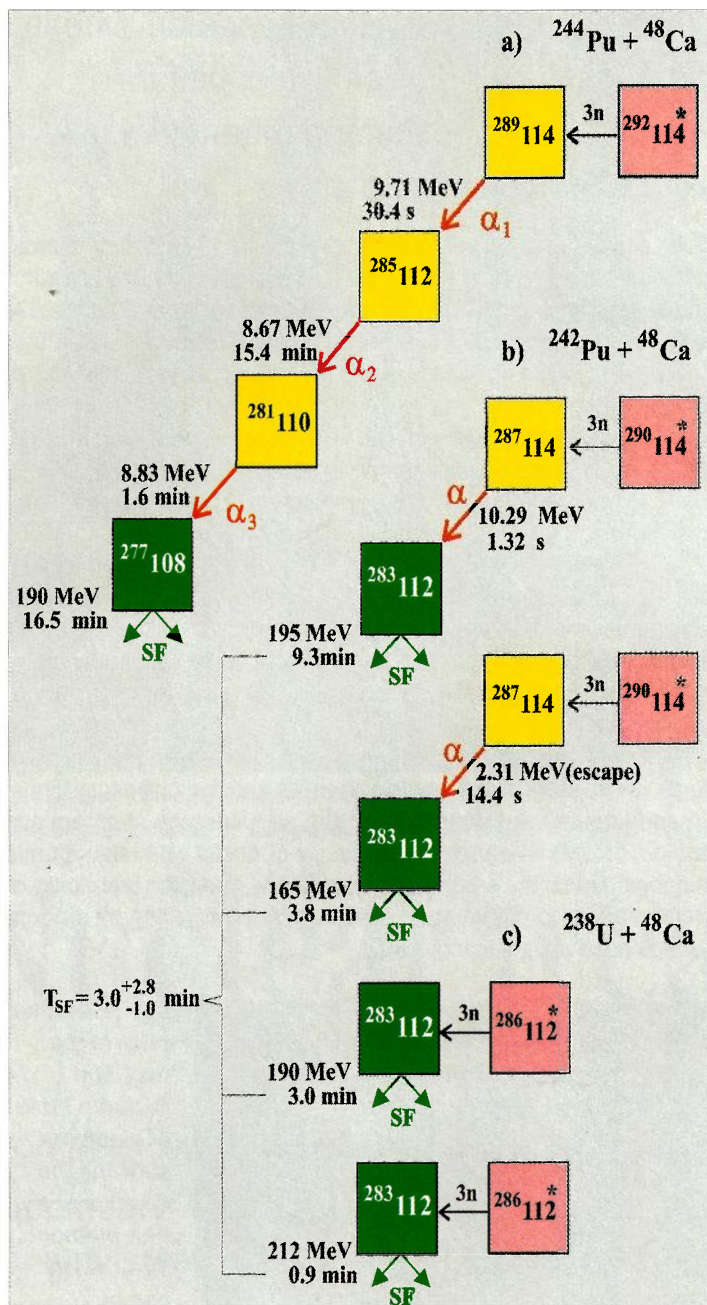 a) ²⁴⁴Pu + ⁴⁸Ca
²⁸⁹114
3n
²⁹²114*
9.71 MeV
30.4 s
α₁
²⁸⁵112
8.67 MeV
15.4 min
α₂
²⁸¹110
8.83 MeV
1.6 min
α₃
²⁷⁷108
190 MeV
16.5 min
SF
b) ²⁴²Pu + ⁴⁸Ca
²⁸⁷114
3n
²⁹⁰114*
α
10.29 MeV
1.32 s
²⁸³112
195 MeV
9.3min
SF
²⁸⁷114
3n
²⁹⁰114*
α
2.31 MeV(escape)
14.4 s
²⁸³112
165 MeV
3.8 min
SF
T_SF = 3.0 +2.8 -1.0 min
c) ²³⁸U + ⁴⁸Ca
²⁸³112
3n
²⁸⁶112*
190 MeV
3.0 min
SF
²⁸³112
3n
²⁸⁶112*
212 MeV
0.9 min
SF